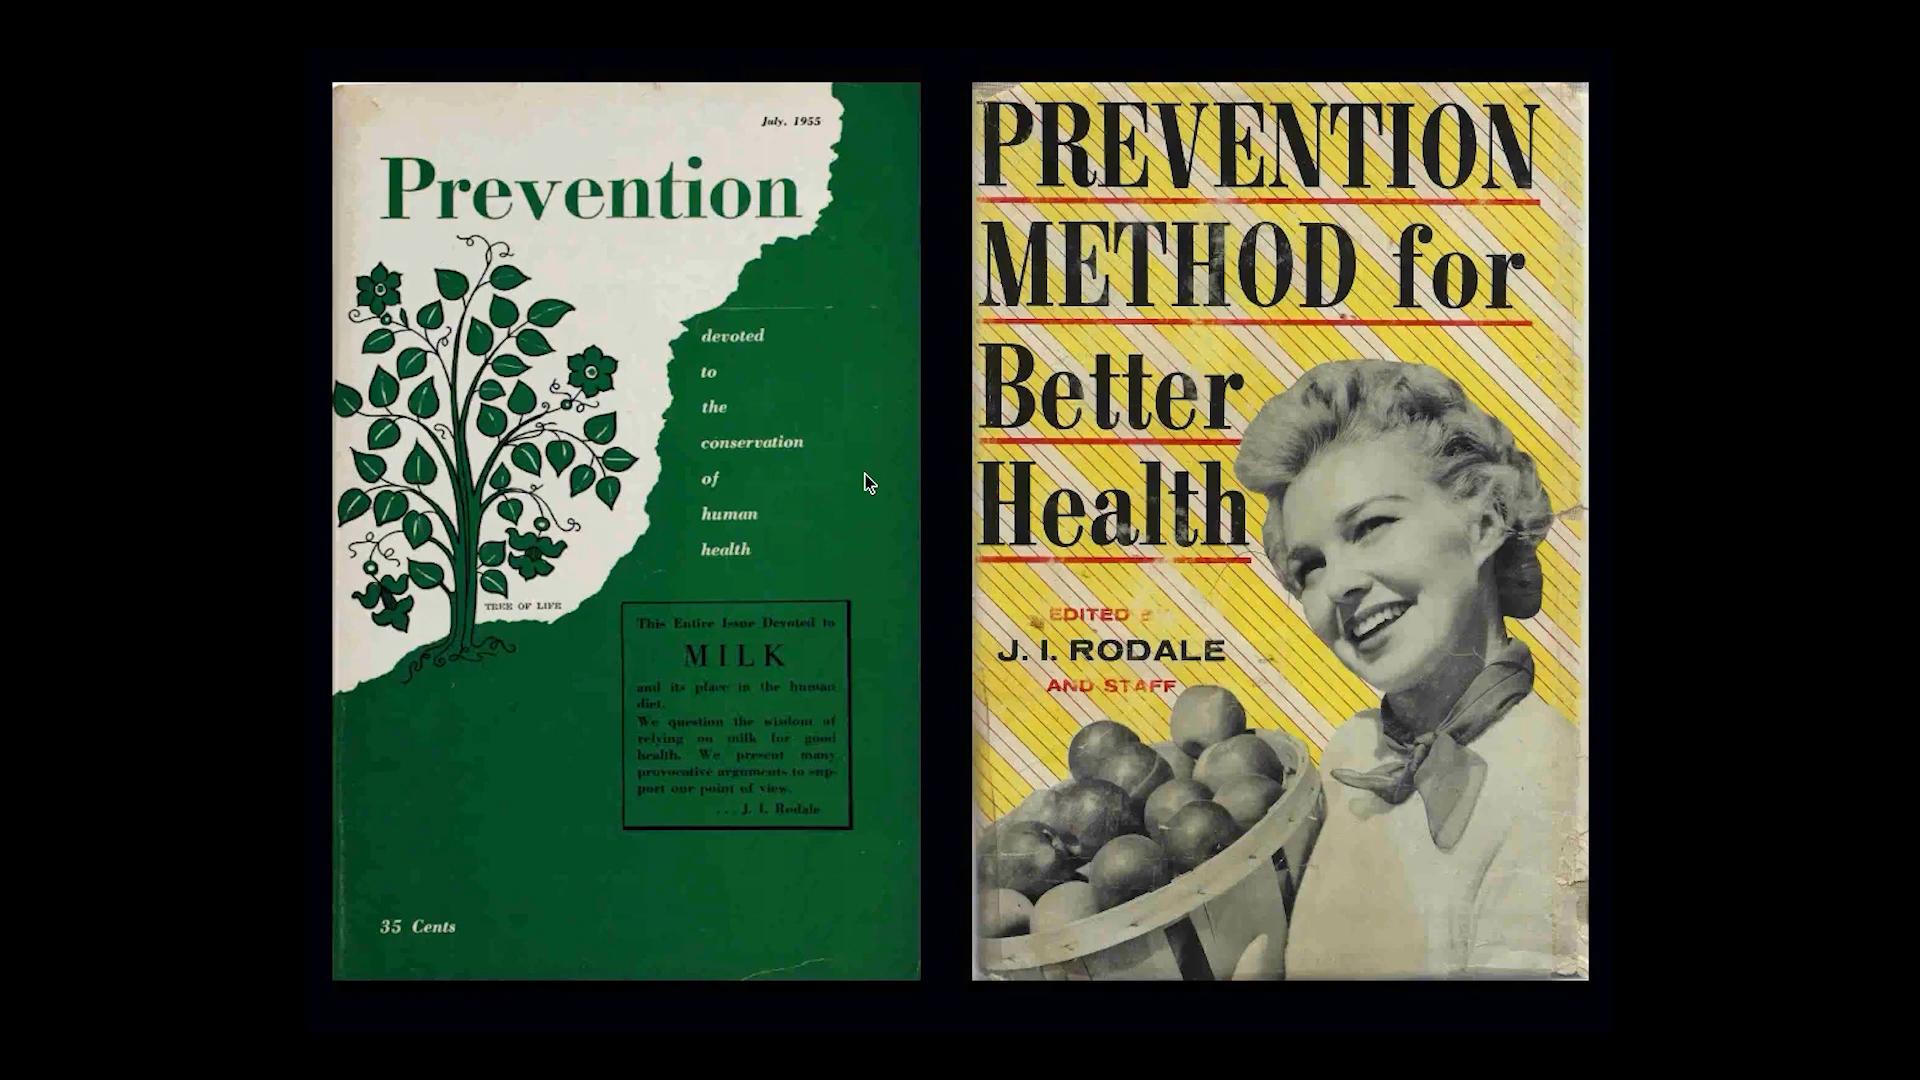 July, 1955
Prevention
devoted
to
the
conservation
of
human
health
TREE OF LIFE
This Entire Issue Devoted to
MILK
and its place in the human
diet.
We question the wisdom of
relying on milk for good
health. We present many
provocative arguments to sup-
port our point of view.
... J. I. Rodale
35 Cents
PREVENTION
METHOD for
Better
Health
EDITED
J. I. RODALE
AND STAFF